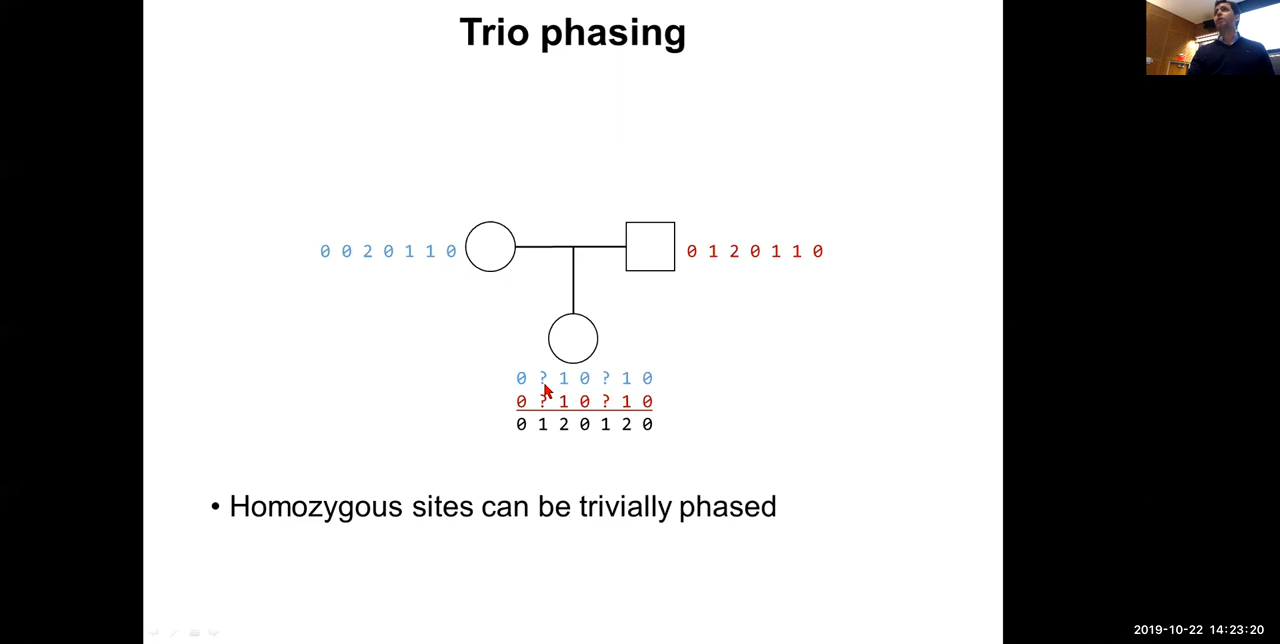 Trio phasing
0 0 2 0 1 1 0
0 1 2 0 1 1 0
0 ? 1 0 ? 1 0
0 ? 1 0 ? 1 0
0 1 2 0 1 2 0
• Homozygous sites can be trivially phased
2019-10-22 14:23:20